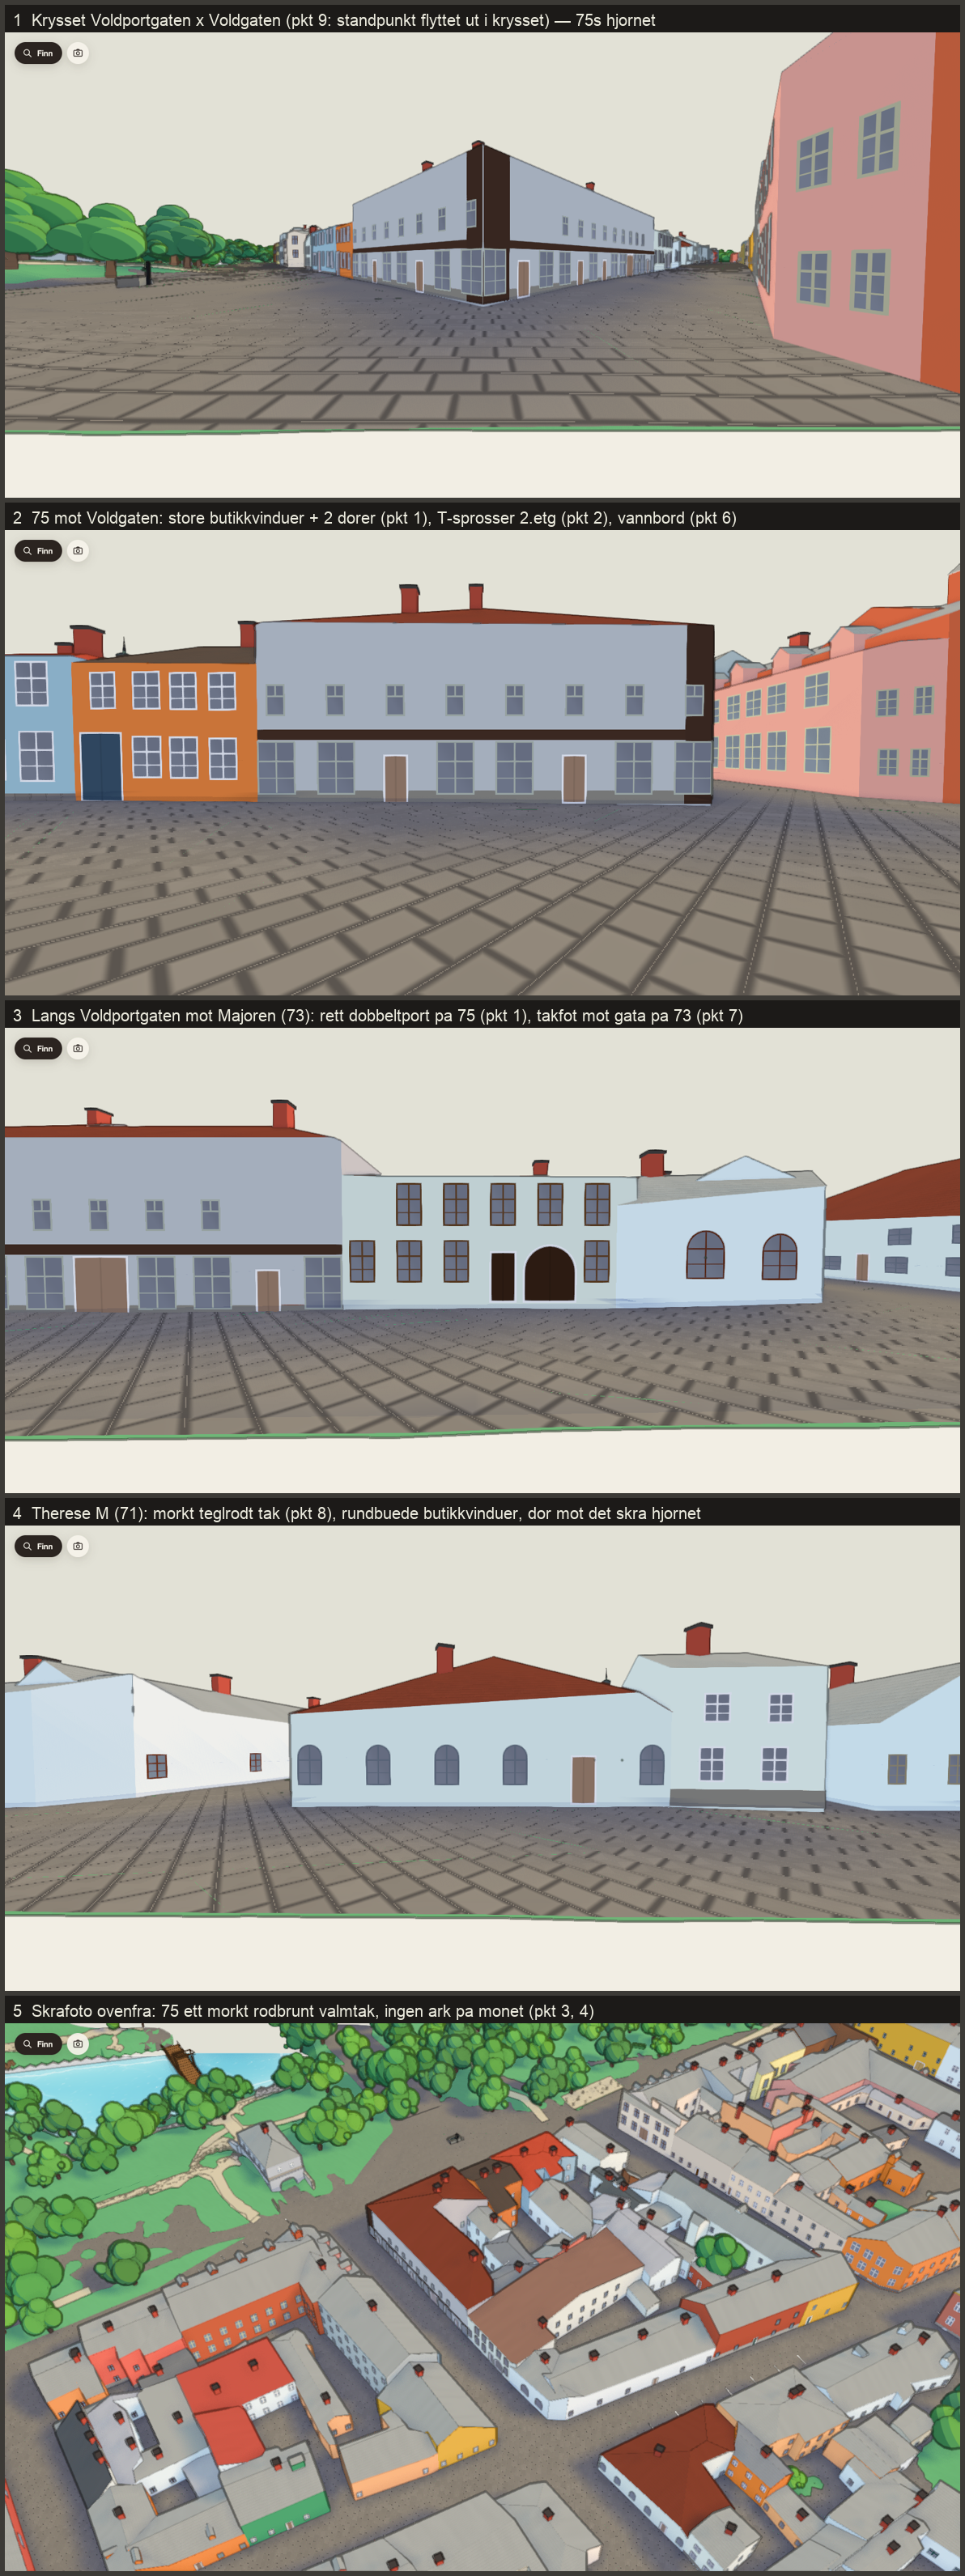 1 Krysset Voldportgaten x Voldgaten (pkt 9: standpunkt flyttet ut i krysset) — 75s hjornet
Finn
2 75 mot Voldgaten: store butikkvinduer + 2 dorer (pkt 1), T-sprosser 2.etg (pkt 2), vannbord (pkt 6)
Finn
3 Langs Voldportgaten mot Majoren (73): rett dobbeltport pa 75 (pkt 1), takfot mot gata pa 73 (pkt 7)
Finn
4 Therese M (71): morkt teglrodt tak (pkt 8), rundbuede butikkvinduer, dor mot det skra hjornet
Finn
5 Skrafoto ovenfra: 75 ett morkt rodbrunt valmtak, ingen ark pa monet (pkt 3, 4)
Finn